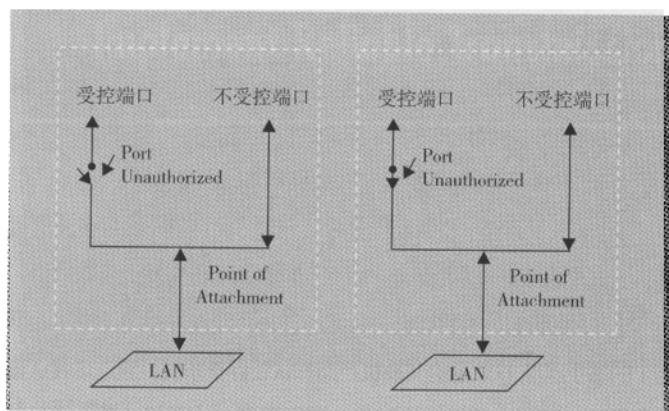 受控端口 不受控端口
Port
Unauthorized
Point of
Attachment
LAN
受控端口 不受控端口
Port
Unauthorized
Point of
Attachment
LAN